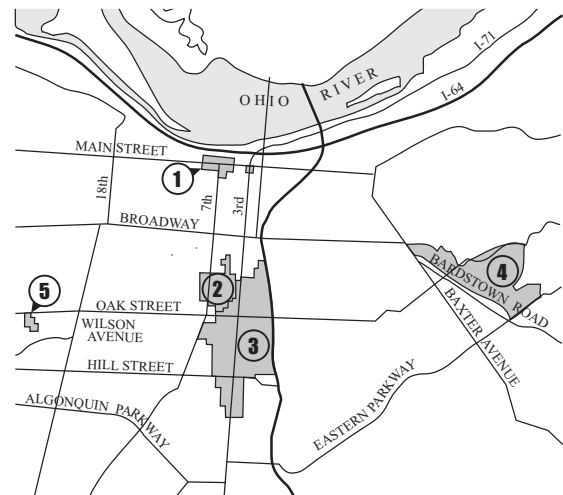 I-71
OHIO RIVER
I-64
MAIN STREET
1
18th
7th
3rd
BROADWAY
4
BARDSTOWN ROAD
5
2
OAK STREET
WILSON
AVENUE
3
BAXTER AVENUE
HILL STREET
EASTERN PARKWAY
ALGONQUIN PARKWAY